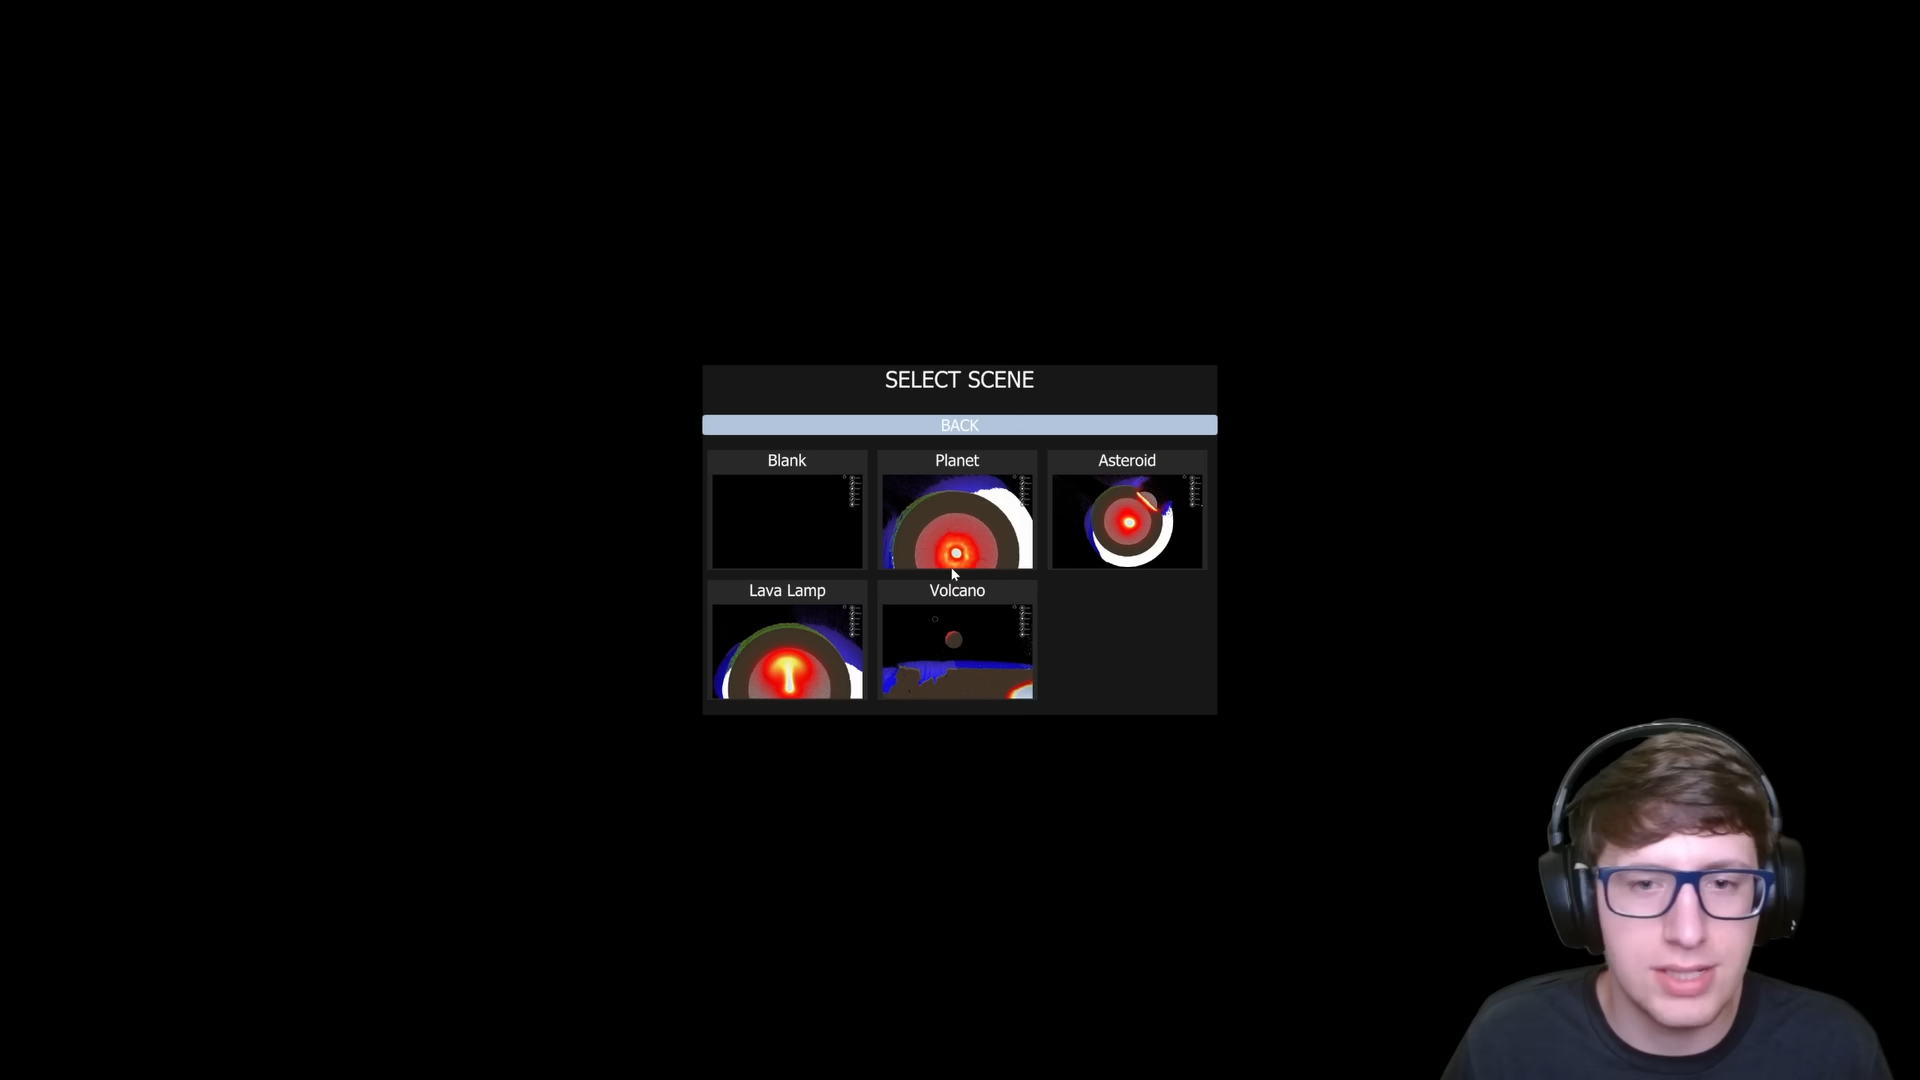 SELECT SCENE
BACK
Blank
Planet
Asteroid
Lava Lamp
Volcano